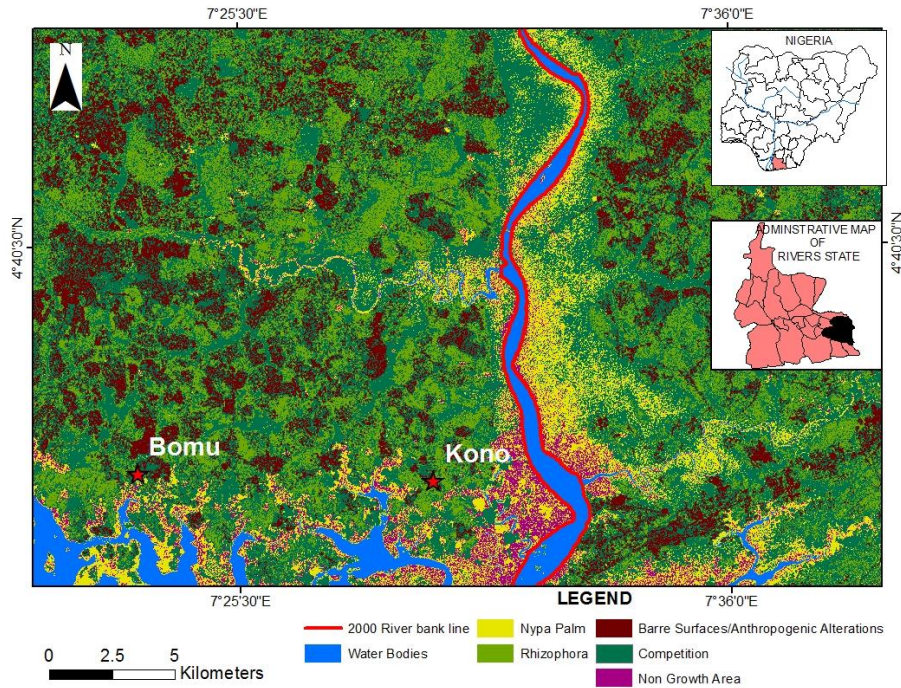 7°25'30"E
7°36'0"E
N
NIGERIA
4°40'30"N
4°40'30"N
ADMINSTRATIVE MAP
OF
RIVERS STATE
Bomu
Kono
7°25'30"E
7°36'0"E
LEGEND
2000 River bank line
Nypa Palm
Barre Surfaces/Anthropogenic Alterations
Water Bodies
Rhizophora
Competition
Non Growth Area
0 2.5 5
Kilometers